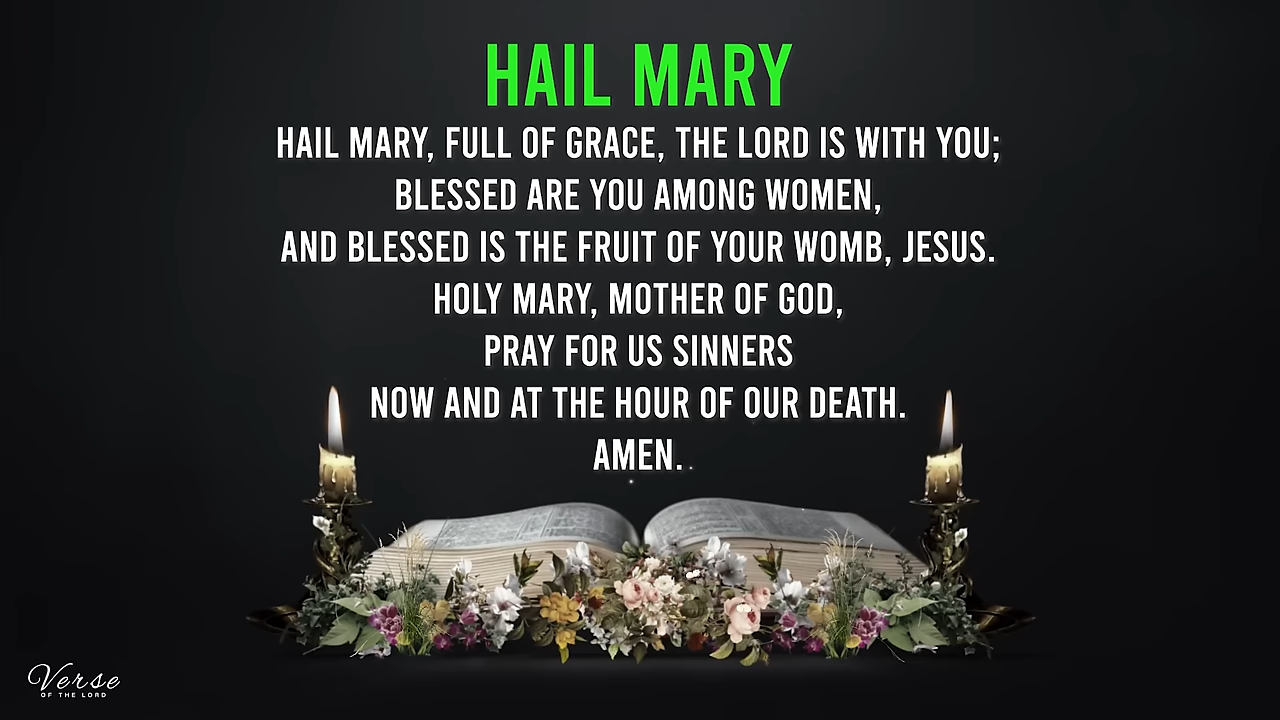 HAIL MARY
HAIL MARY, FULL OF GRACE, THE LORD IS WITH YOU;
BLESSED ARE YOU AMONG WOMEN,
AND BLESSED IS THE FRUIT OF YOUR WOMB, JESUS.
HOLY MARY, MOTHER OF GOD,
PRAY FOR US SINNERS
NOW AND AT THE HOUR OF OUR DEATH.
AMEN.
Verse
OF THE LORD